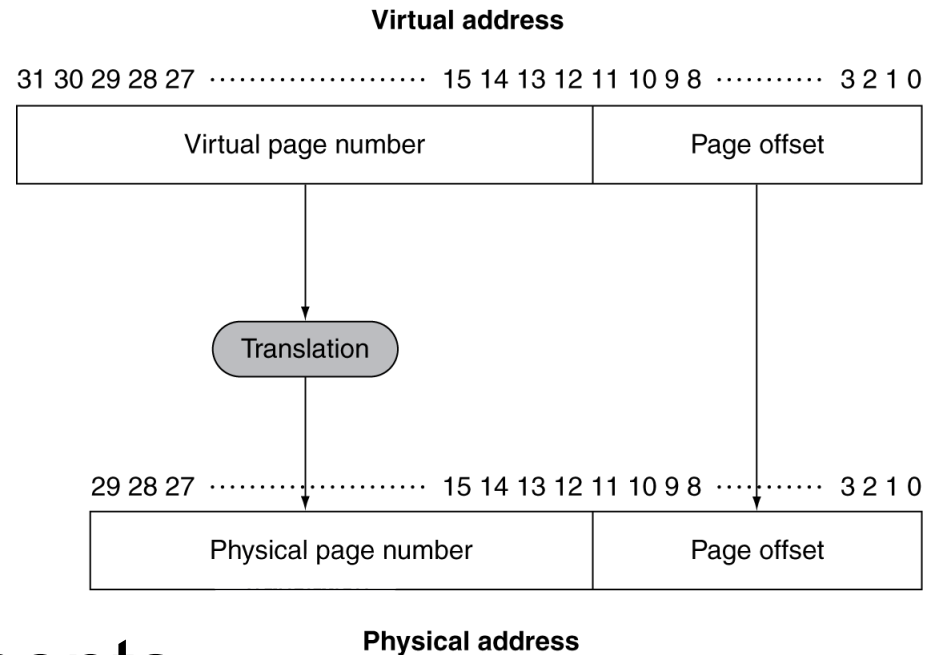 Virtual address
31 30 29 28 27 ····················· 15 14 13 12 11 10 9 8 ··········· 3 2 1 0
Virtual page number Page offset
Translation
29 28 27 ····················· 15 14 13 12 11 10 9 8 ··········· 3 2 1 0
Physical page number Page offset
Physical address